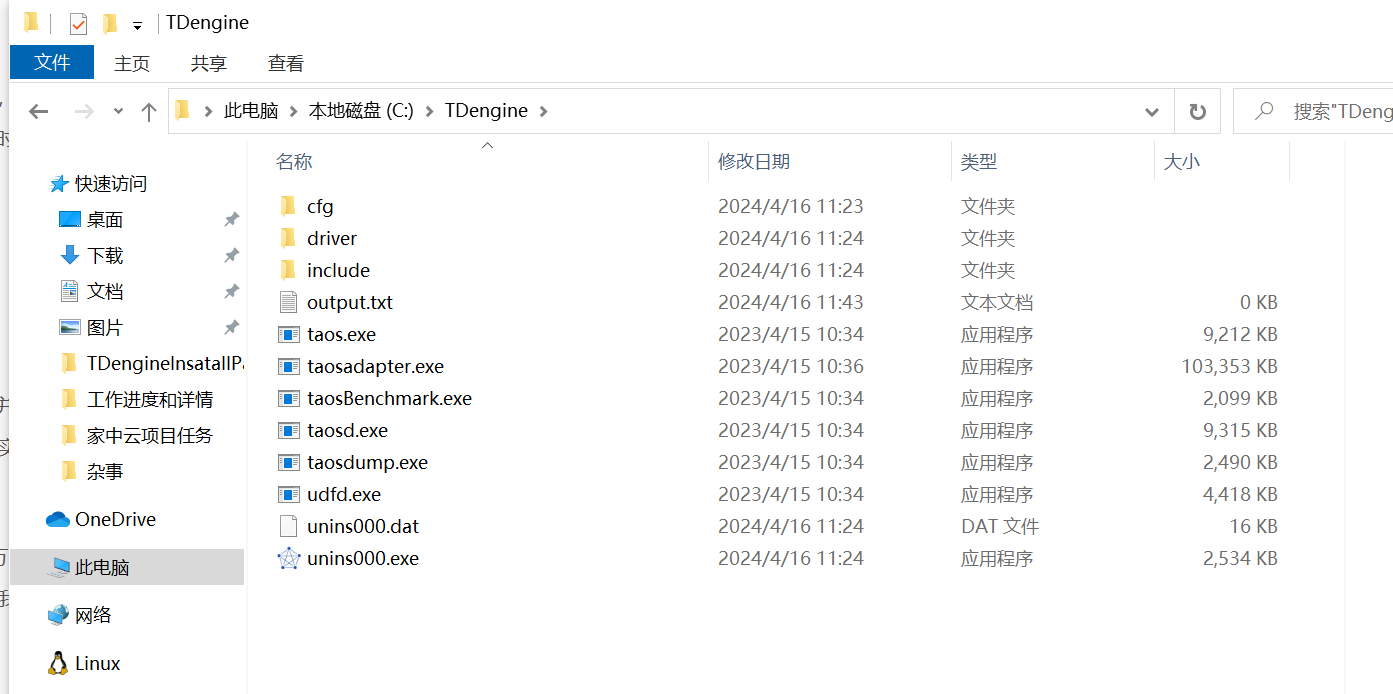 TDengine
文件 主页 共享 查看
此电脑 本地磁盘 (C:) TDengine 搜索"TDeng
名称 修改日期 类型 大小
快速访问
桌面
下载
文档
图片
TDengineInsatallPa
工作进度和详情
家中云项目任务
杂事
OneDrive
此电脑
网络
Linux
cfg 2024/4/16 11:23 文件夹
driver 2024/4/16 11:24 文件夹
include 2024/4/16 11:24 文件夹
output.txt 2024/4/16 11:43 文本文档 0 KB
taos.exe 2023/4/15 10:34 应用程序 9,212 KB
taosadapter.exe 2023/4/15 10:36 应用程序 103,353 KB
taosBenchmark.exe 2023/4/15 10:34 应用程序 2,099 KB
taosd.exe 2023/4/15 10:34 应用程序 9,315 KB
taosdump.exe 2023/4/15 10:34 应用程序 2,490 KB
udfd.exe 2023/4/15 10:34 应用程序 4,418 KB
unins000.dat 2024/4/16 11:24 DAT 文件 16 KB
unins000.exe 2024/4/16 11:24 应用程序 2,534 KB